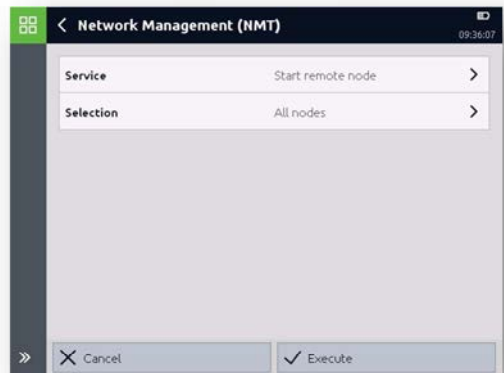 Network Management (NMT)
09:36:07
Service Start remote node
Selection All nodes
Cancel Execute